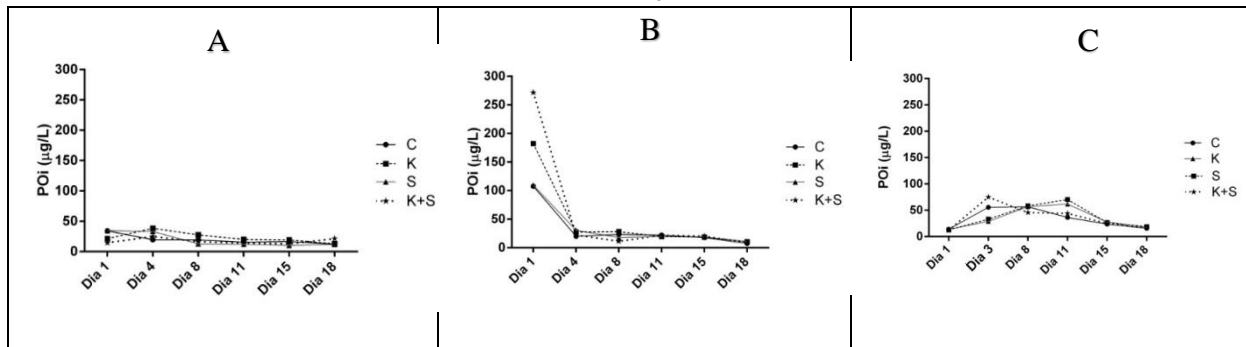 A
300
250
200
150
100
50
0
POi (µg/L)
Dia 1 Dia 4 Dia 8 Dia 11 Dia 15 Dia 18
C
K
S
K+S
B
300
250
200
150
100
50
0
POi (µg/L)
Dia 1 Dia 4 Dia 8 Dia 11 Dia 15 Dia 18
C
K
S
K+S
C
300
250
200
150
100
50
0
POi (µg/L)
Dia 1 Dia 3 Dia 8 Dia 11 Dia 15 Dia 18
C
K
S
K+S